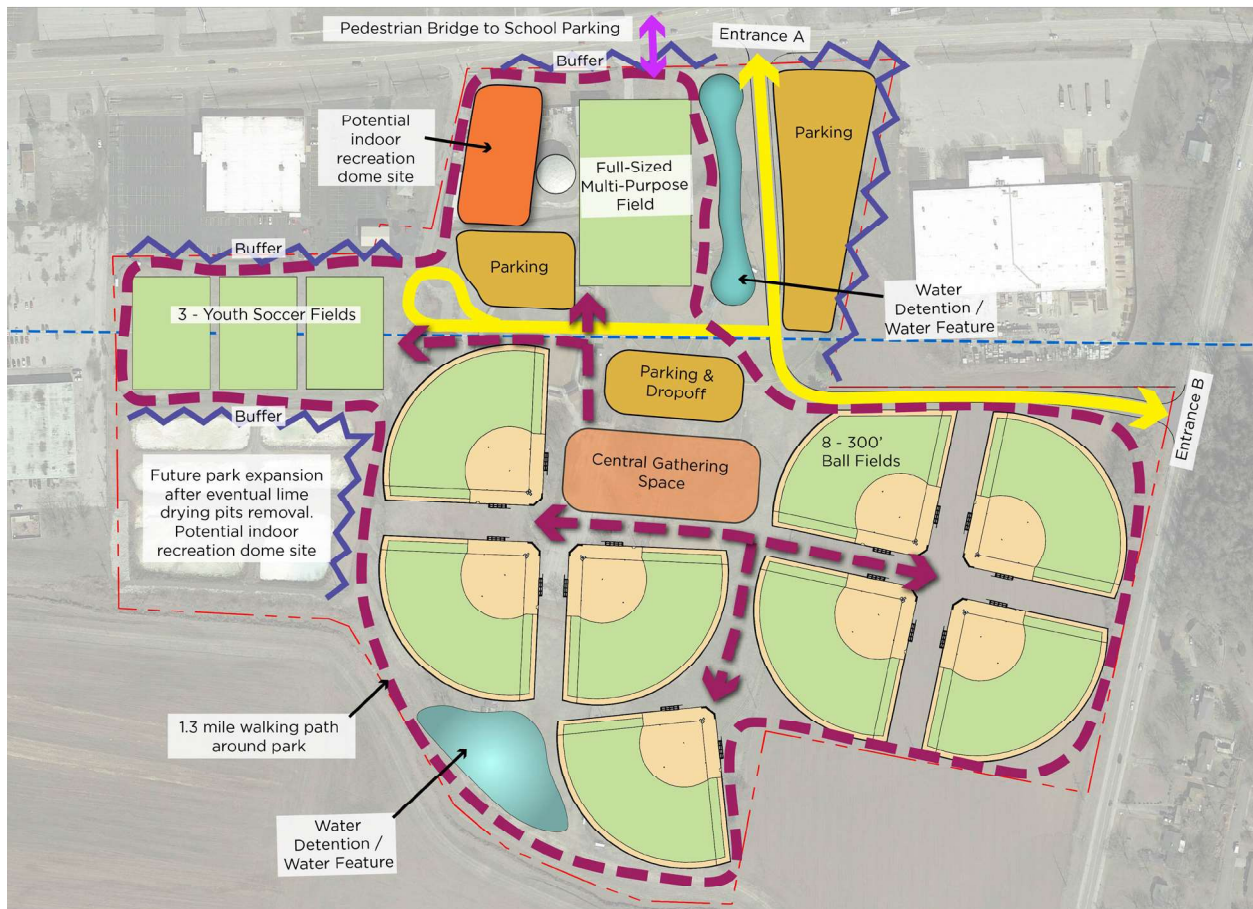 Pedestrian Bridge to School Parking
Entrance A
Buffer
Potential
indoor
recreation
dome site
Full-Sized
Multi-Purpose
Field
Parking
Parking
Buffer
Water
Detention /
Water Feature
3 - Youth Soccer Fields
Parking &
Dropoff
Entrance B
Buffer
8 - 300'
Ball Fields
Central Gathering
Space
Future park expansion
after eventual lime
drying pits removal.
Potential indoor
recreation dome site
1.3 mile walking path
around park
Water
Detention /
Water Feature